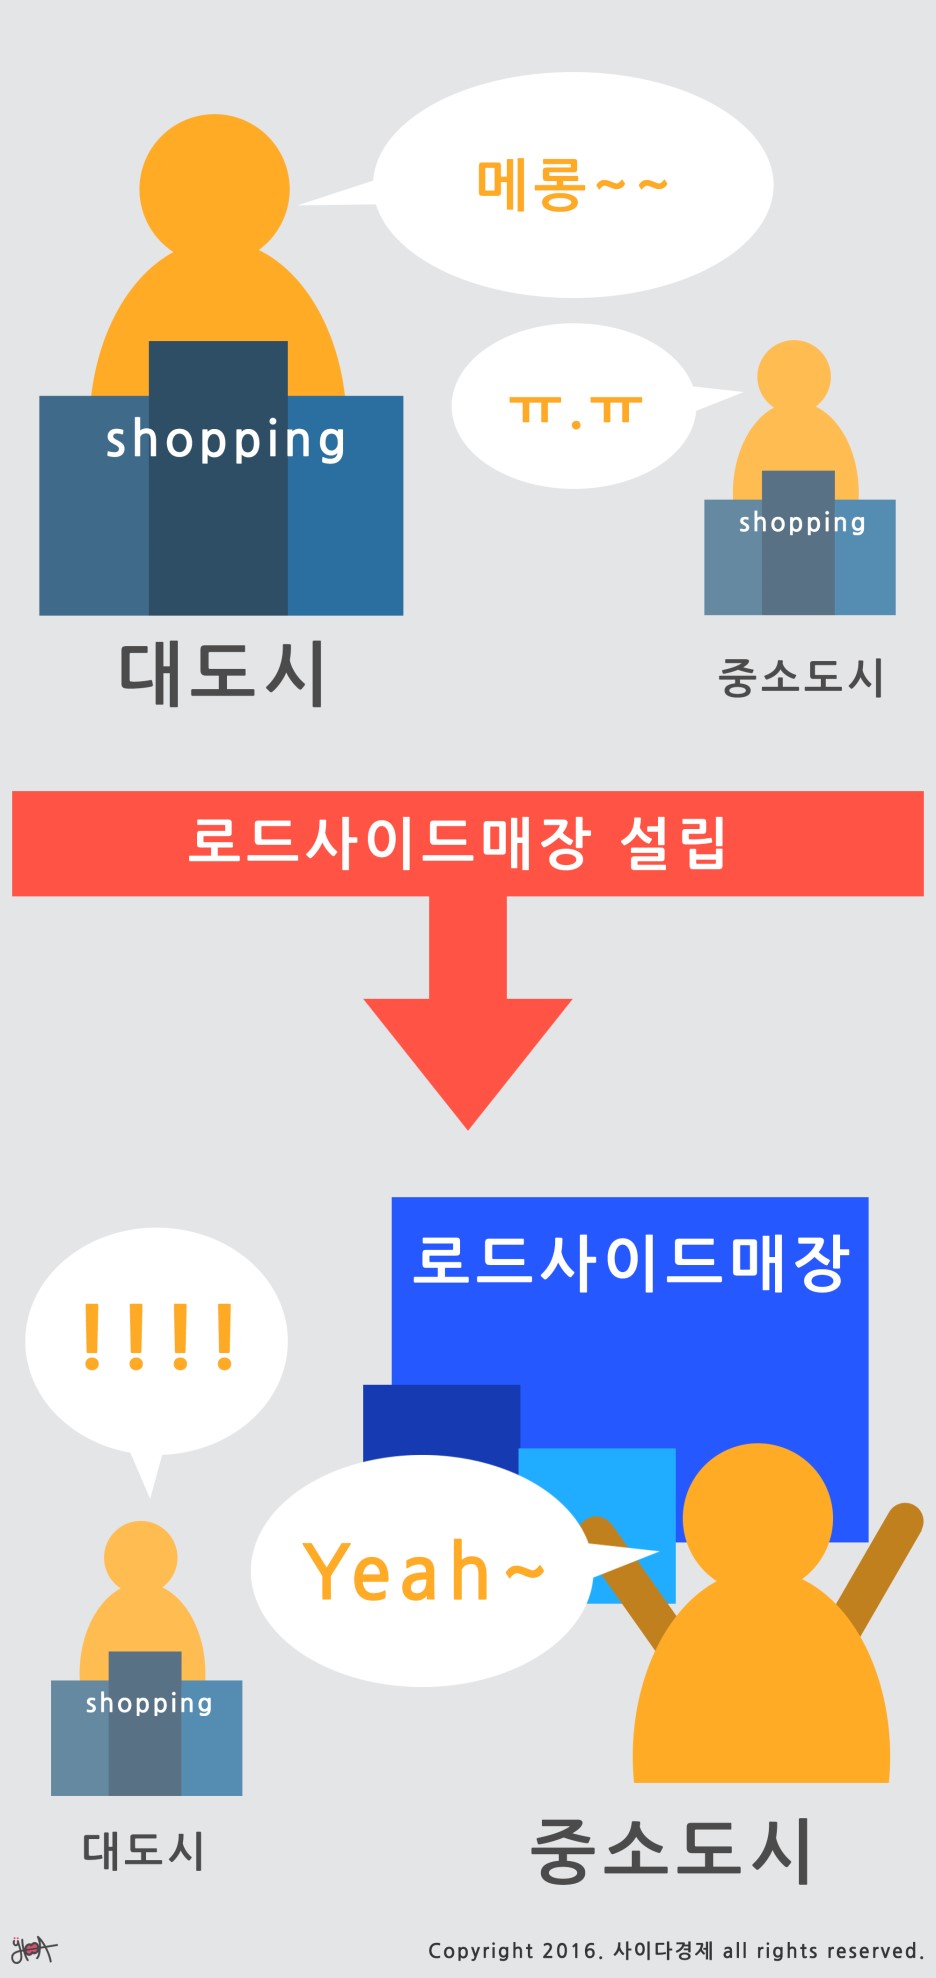 메롱~~
ㅠ.ㅠ
shopping
shopping
대도시
중소도시
로드사이드매장 설립
로드사이드매장
!!!!
Yeah~
shopping
대도시
중소도시
Copyright 2016. 사이다경제 all rights reserved.